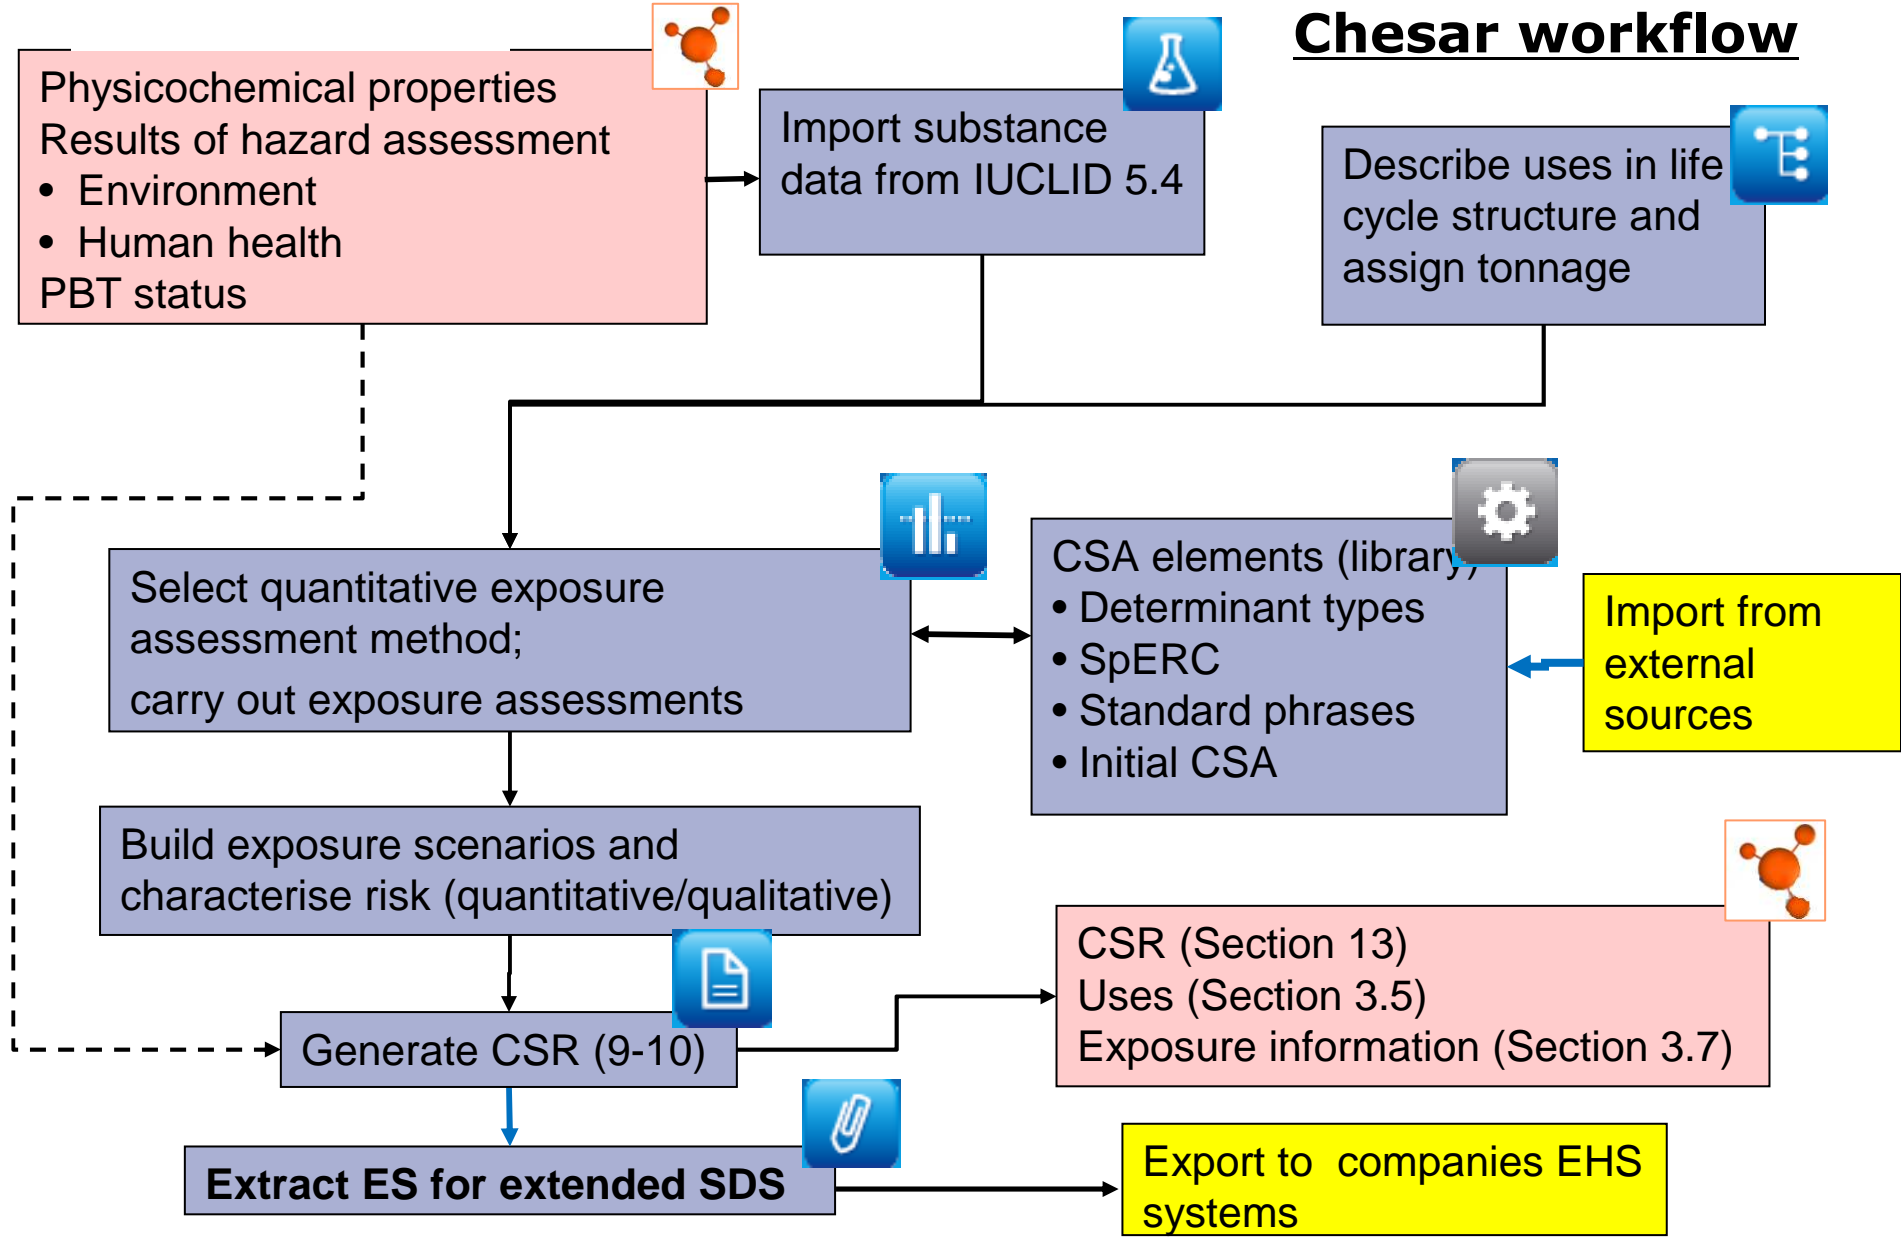 Chesar workflow
Physicochemical properties
Results of hazard assessment
• Environment
• Human health
PBT status
Import substance
data from IUCLID 5.4
Describe uses in life
cycle structure and
assign tonnage
Select quantitative exposure
assessment method;
carry out exposure assessments
CSA elements (library)
• Determinant types
• SpERC
• Standard phrases
• Initial CSA
Import from
external
sources
Build exposure scenarios and
characterise risk (quantitative/qualitative)
CSR (Section 13)
Uses (Section 3.5)
Exposure information (Section 3.7)
Generate CSR (9-10)
Extract ES for extended SDS
Export to companies EHS
systems